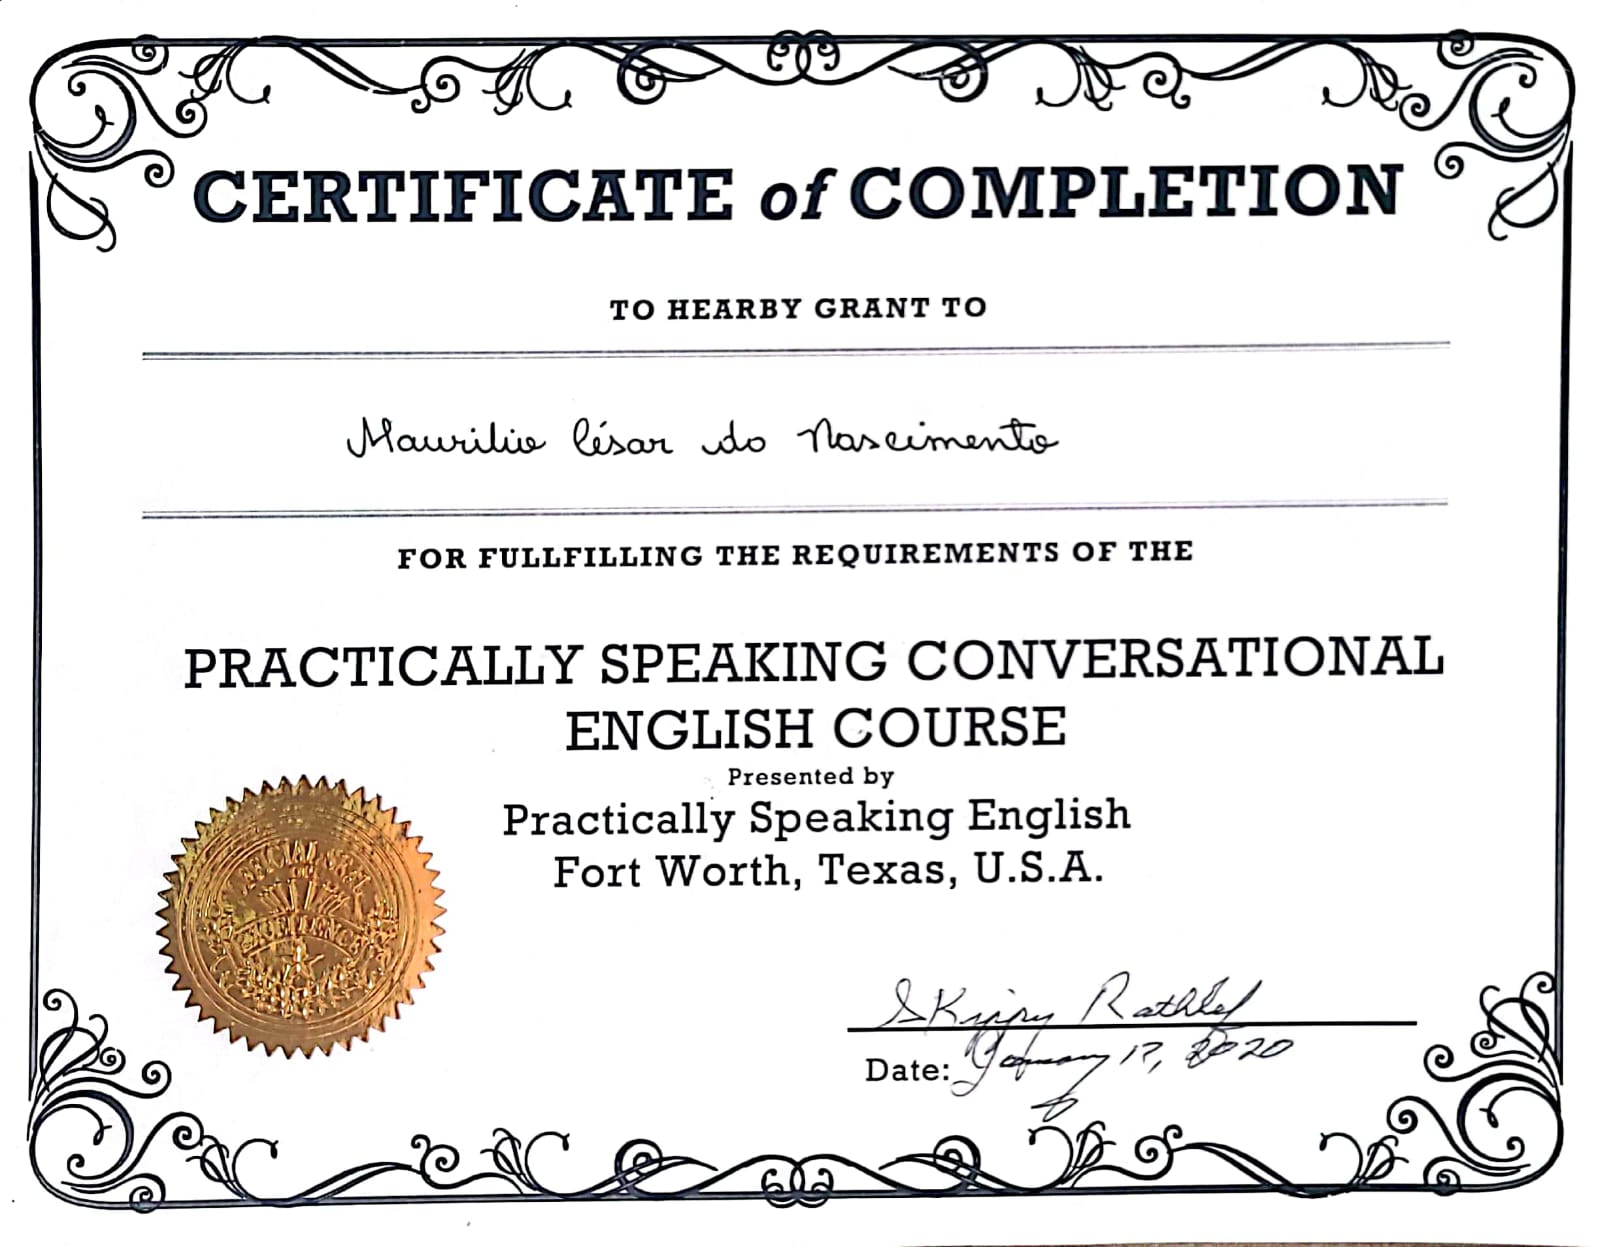 CERTIFICATE of COMPLETION
TO HEARBY GRANT TO
Maurilio César do Nascimento
FOR FULLFILLING THE REQUIREMENTS OF THE
PRACTICALLY SPEAKING CONVERSATIONAL
ENGLISH COURSE
Presented by
Practically Speaking English
Fort Worth, Texas, U.S.A.
OFFICIAL SEAL
OF
EXCELLENCE
Skippy
Date: January 17, 2020